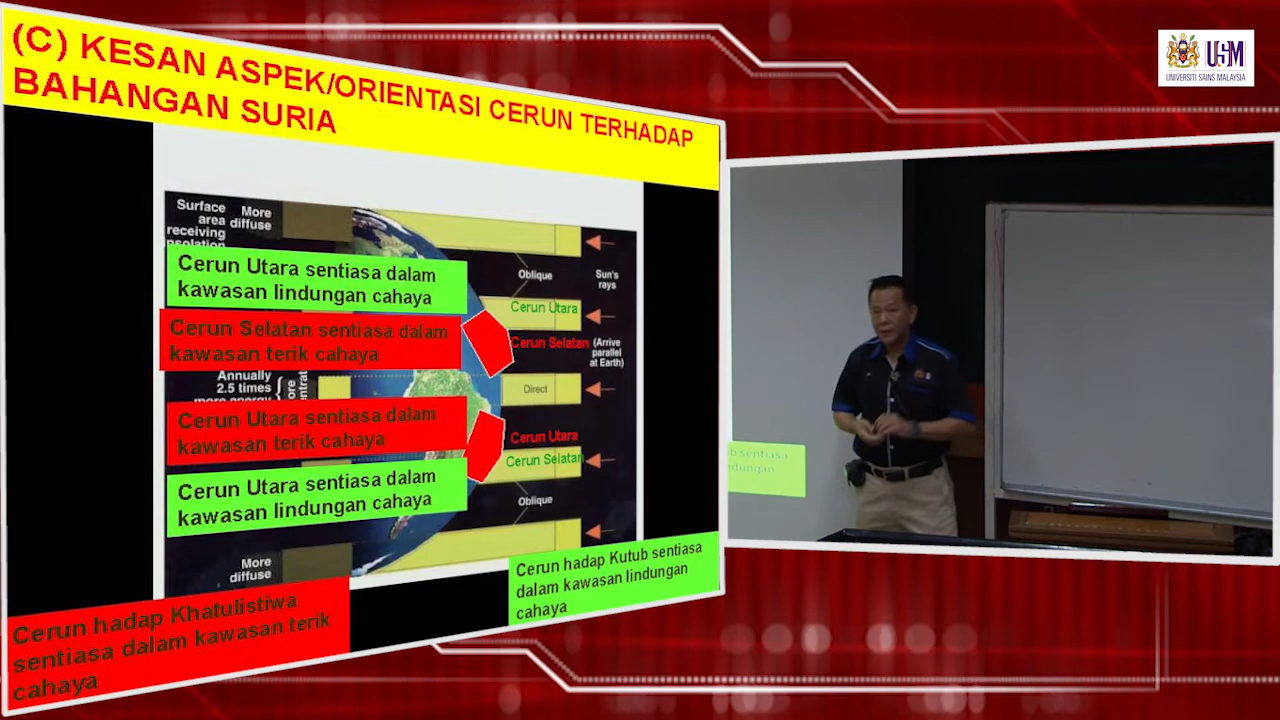 (C) KESAN ASPEK/ORIENTASI CERUN TERHADAP
BAHANGAN SURIA
USM
UNIVERSITI SAINS MALAYSIA
Surface
area
receiving
insolation
More
diffuse
Cerun Utara sentiasa dalam
kawasan lindungan cahaya
Oblique
Sun's
rays
Cerun Utara
Cerun Selatan sentiasa dalam
kawasan terik cahaya
Cerun Selatan
(Arrive
parallel
at Earth)
Annually
2.5 times
more energy
Direct
Cerun Utara sentiasa dalam
kawasan terik cahaya
Cerun Utara
Cerun Selatan
Cerun Utara sentiasa dalam
kawasan lindungan cahaya
Oblique
More
diffuse
Cerun hadap Kutub sentiasa
dalam kawasan lindungan
cahaya
Cerun hadap Khatulistiwa
sentiasa dalam kawasan terik
cahaya
sentiasa